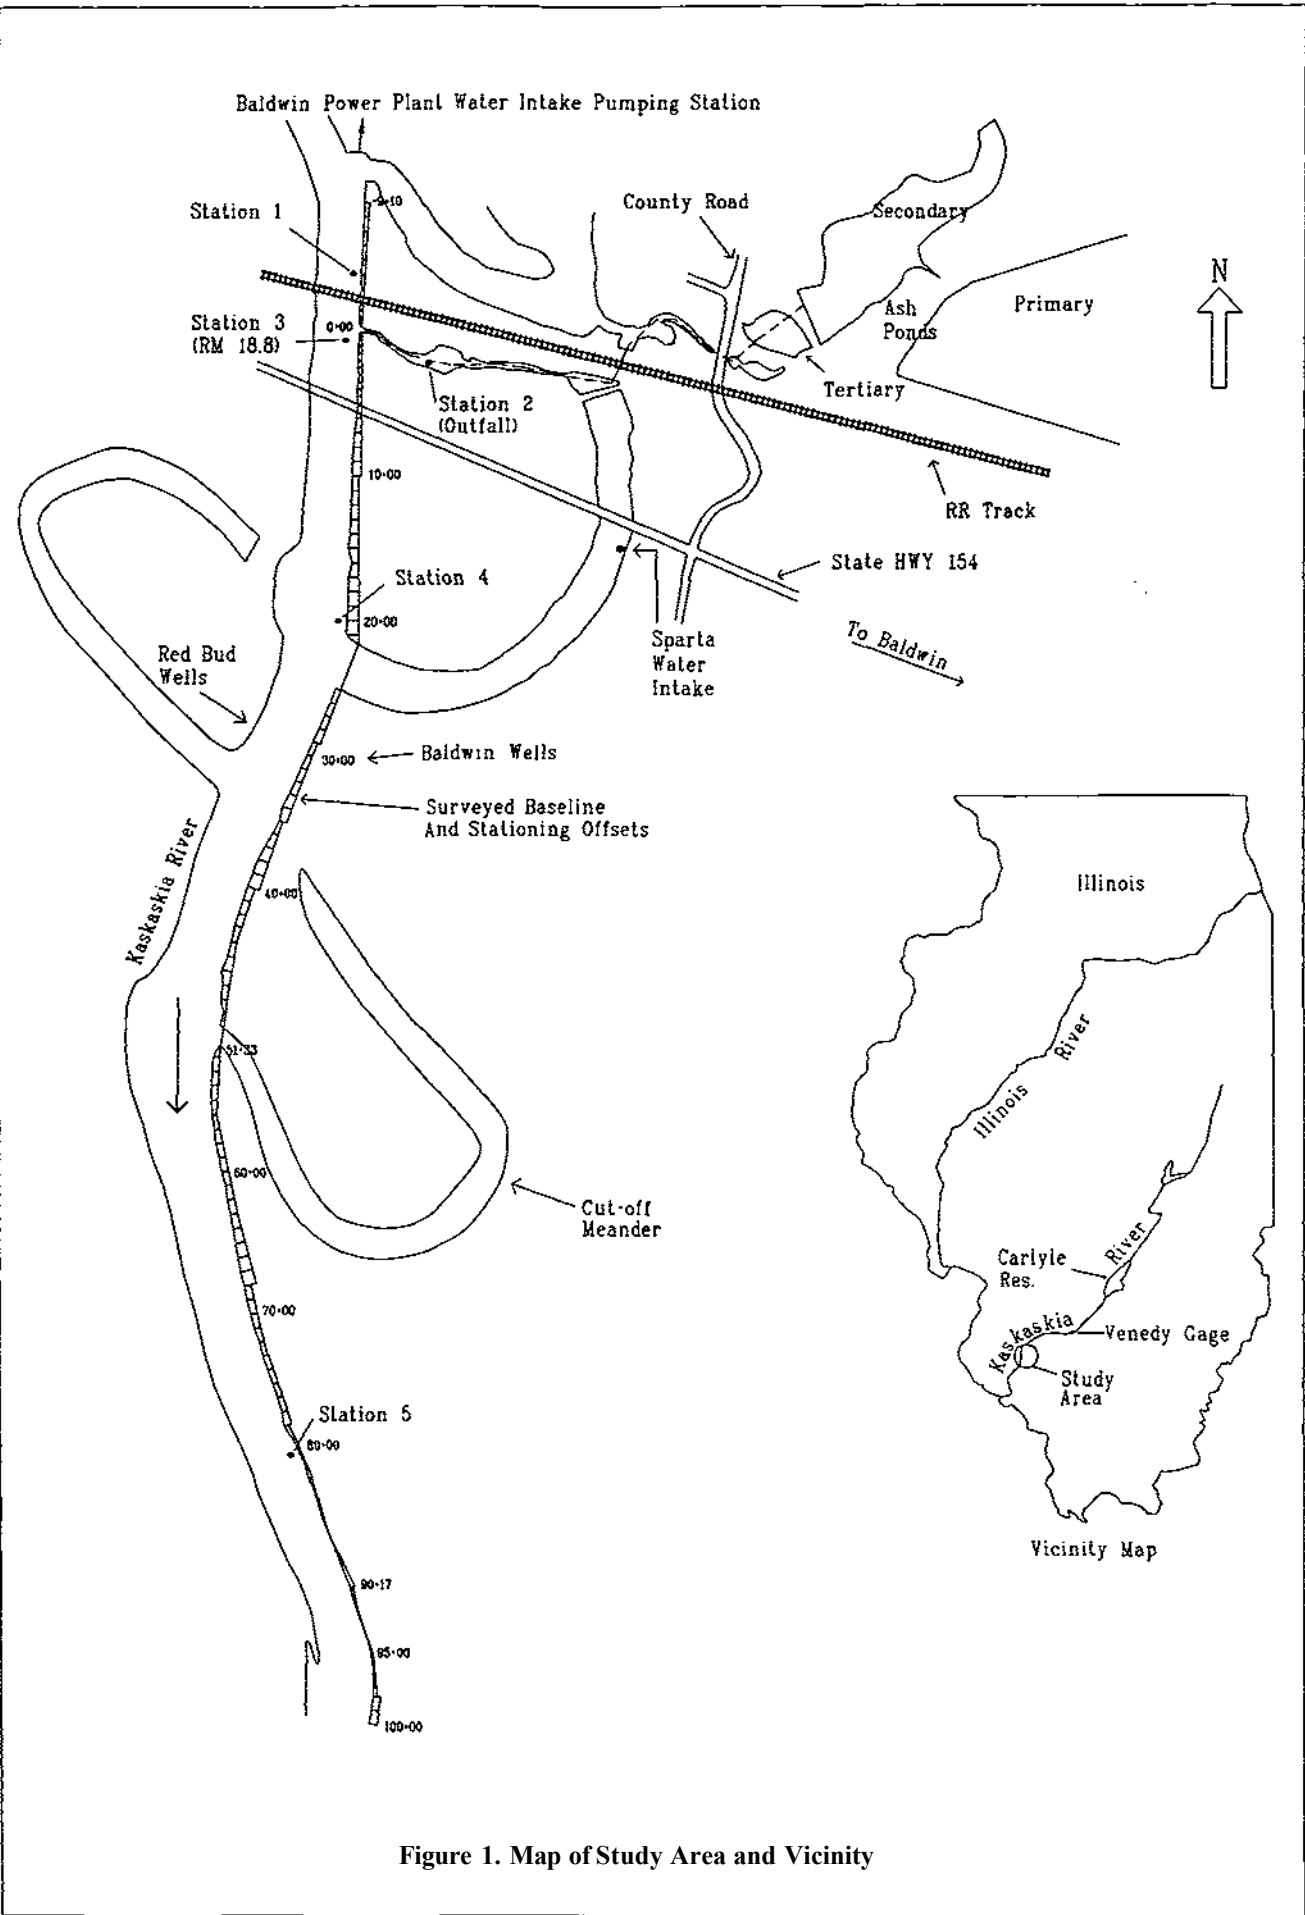 Baldwin Power Plant Water Intake Pumping Station
Station 1
County Road
Secondary
N
Ash
Ponds
Primary
Station 3
(RM 18.8)
0+00
Tertiary
Station 2
(Outfall)
10+00
RR Track
State HWY 154
Station 4
20+00
To Baldwin
Sparta
Water
Intake
Red Bud
Wells
30+00
Baldwin Wells
Surveyed Baseline
And Stationing Offsets
Kaskaskia River
40+00
51+33
60+00
Cut-off
Meander
70+00
Station 5
80+00
90+17
95+00
100+00
Illinois
Illinois River
Carlyle
Res.
Kaskaskia River
Venedy Gage
Study
Area
Vicinity Map
Figure 1. Map of Study Area and Vicinity